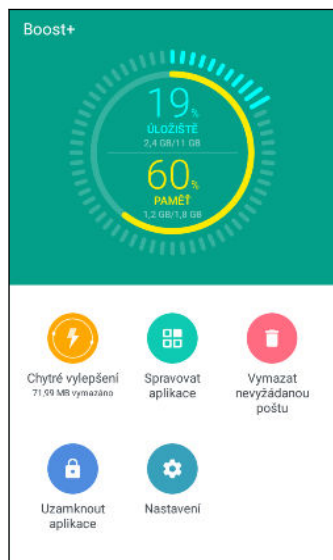 Boost+
19%
ÚLOŽIŠTĚ
2,4 GB/11 GB
60%
PAMĚŤ
1,2 GB/1,8 GB
Chytré vylepšení
71,99 MB vymazáno
Spravovat
aplikace
Vymazat
nevyžádanou
poštu
Uzamknout
aplikace
Nastavení